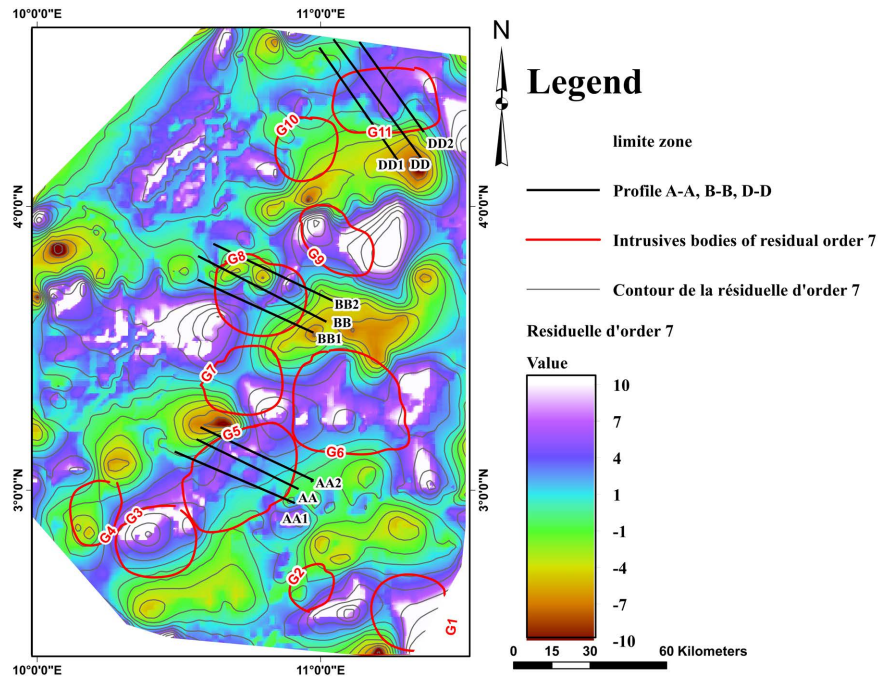 10°0'0"E 11°0'0"E
N
Legend
limite zone
Profile A-A, B-B, D-D
Intrusives bodies of residual order 7
Contour de la résiduelle d'order 7
Residuelle d'order 7
Value
10
7
4
1
-1
-4
-7
-10
0 15 30 60 Kilometers
4°0'0"N 4°0'0"N
3°0'0"N 3°0'0"N
10°0'0"E 11°0'0"E
G10
G11
DD2
DD1 DD
G9
G8
BB2
BB
BB1
G7
G5
G6
AA2
AA
AA1
G4
G3
G2
G1